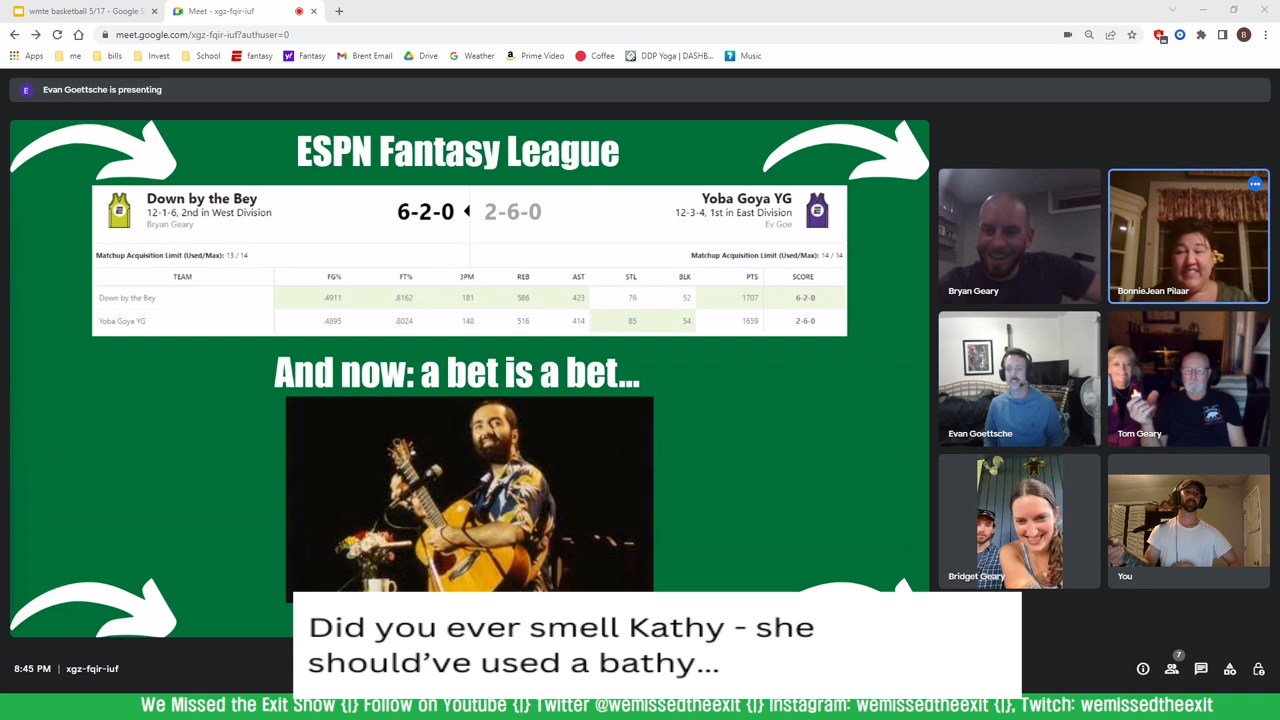 wmte basketball 5/17 - Google S
Meet - xgz-fqir-iuf
meet.google.com/xgz-fqir-iuf?authuser=0
B
Apps me bills Invest School fantasy Fantasy Brent Email Drive Weather Prime Video Coffee DDP Yoga | DASHB... Music
E Evan Goettsche is presenting
ESPN Fantasy League
Down by the Bey
12-1-6, 2nd in West Division
Bryan Geary
6-2-0
2-6-0
Yoba Goya YG
12-3-4, 1st in East Division
Ev Goe
Matchup Acquisition Limit (Used/Max): 13 / 14
Matchup Acquisition Limit (Used/Max): 14 / 14
TEAM FG% FT% 3PM REB AST STL BLK PTS SCORE
Down by the Bey .4911 .8162 181 586 423 76 52 1707 6-2-0
Yoba Goya YG .4895 .8024 148 516 414 85 54 1659 2-6-0
And now: a bet is a bet...
Bryan Geary
BonnieJean Pilaar
Evan Goettsche
Tom Geary
Bridget Geary
You
Did you ever smell Kathy - she
should've used a bathy...
8:45 PM | xgz-fqir-iuf
7
We Missed the Exit Show {|} Follow on Youtube {|} Twitter @wemissedtheexit {|} Instagram: wemissedtheexit {|}, Twitch: wemissedtheexit